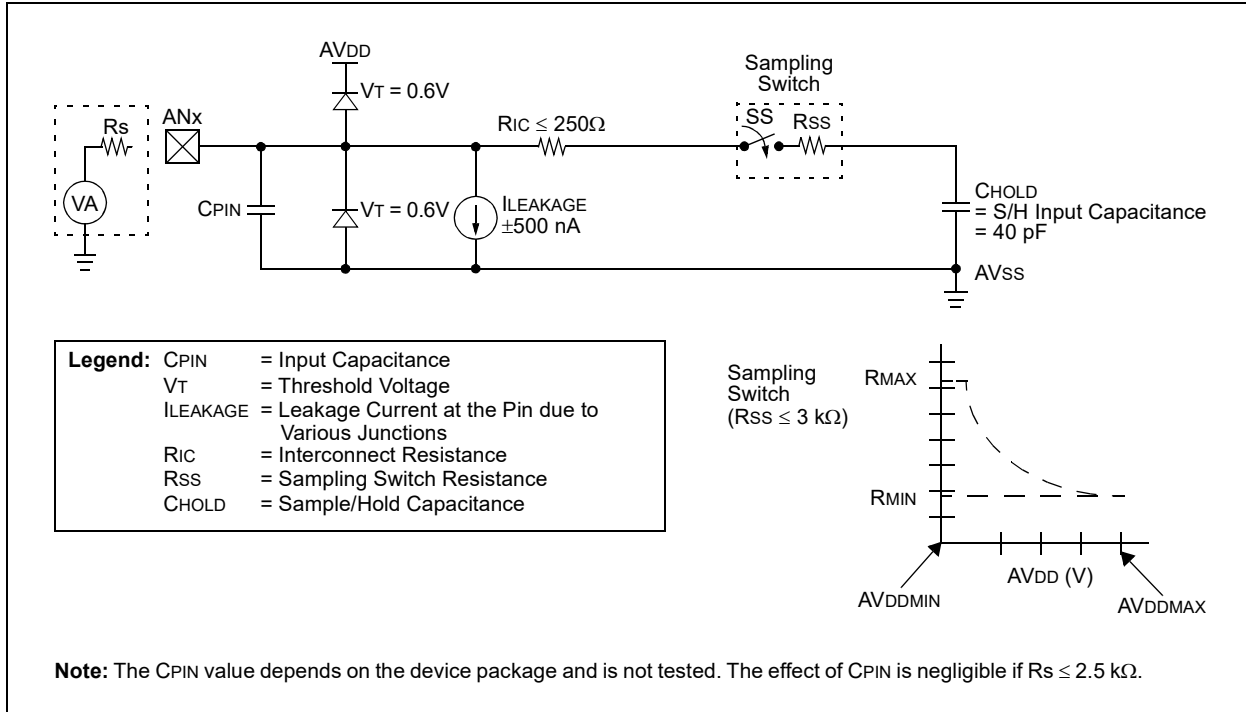 AVDD
VT = 0.6V
Sampling
Switch
ANx
Rs
RIC ≤ 250Ω
SS
RSS
VA
CPIN
VT = 0.6V
ILEAKAGE
±500 nA
CHOLD
= S/H Input Capacitance
= 40 pF
AVSS
Legend: CPIN = Input Capacitance
VT = Threshold Voltage
ILEAKAGE = Leakage Current at the Pin due to
Various Junctions
RIC = Interconnect Resistance
RSS = Sampling Switch Resistance
CHOLD = Sample/Hold Capacitance
Sampling
Switch
(RSS ≤ 3 kΩ)
RMAX
RMIN
AVDD (V)
AVDDMIN
AVDDMAX
Note: The CPIN value depends on the device package and is not tested. The effect of CPIN is negligible if Rs ≤ 2.5 kΩ.